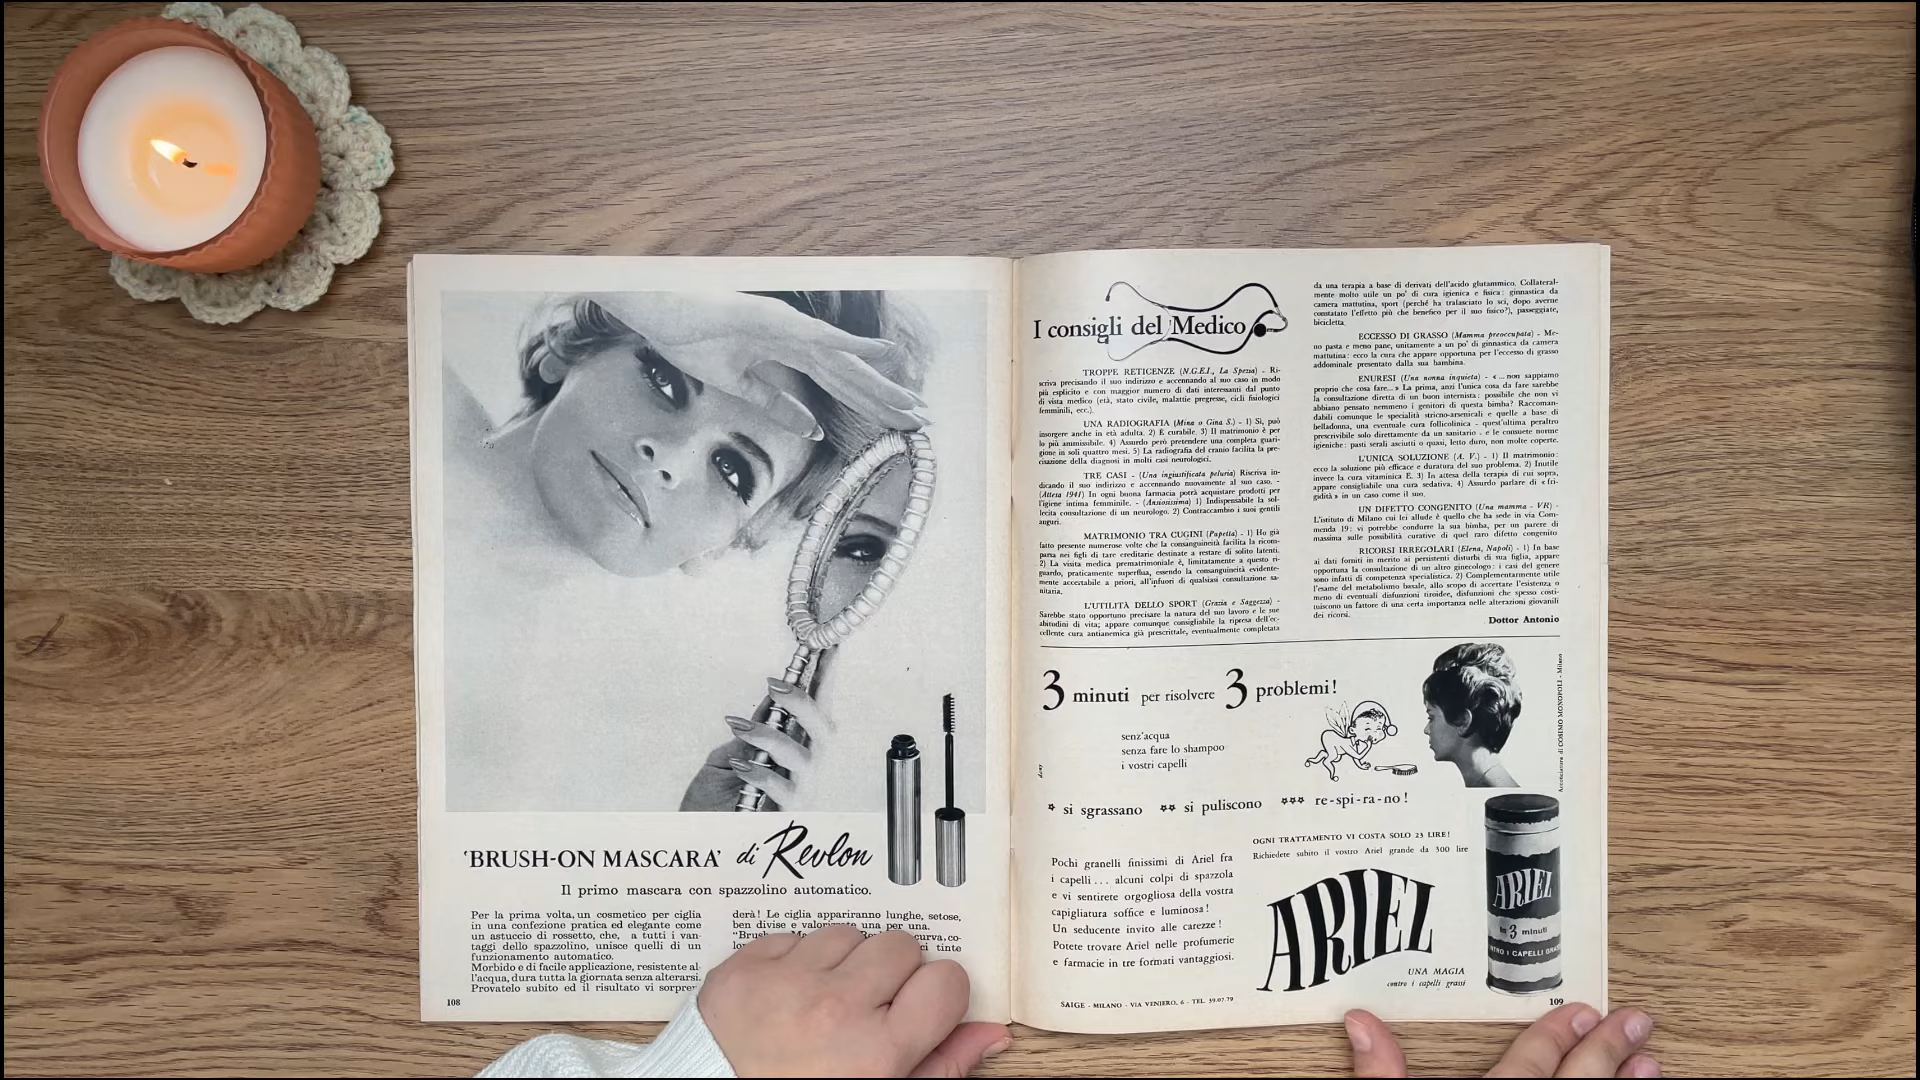 'BRUSH-ON MASCARA' di Revlon
Il primo mascara con spazzolino automatico.
Per la prima volta, un cosmetico per ciglia
in una confezione pratica ed elegante come
un astuccio di rossetto, che, a tutti i van-
taggi dello spazzolino, unisce quelli di un
funzionamento automatico.
Morbido e di facile applicazione, resistente al-
l'acqua, dura tutta la giornata senza alterarsi.
Provatelo subito ed il risultato vi sorpren-
derà! Le ciglia appariranno lunghe, setose,
ben divise e valorizzate una per una.
"Brush
curva, co-
tinte
108
I consigli del Medico
TROPPE RETICENZE (N.G.E.I., La Spezia) - Ri-
scriva precisando il suo indirizzo e accennando al suo caso in modo
più esplicito e con maggior numero di dati interessanti dal punto
di vista medico (età, stato civile, malattie pregresse, cicli fisiologici
femminili, ecc.).
UNA RADIOGRAFIA (Mina o Gina S.) - 1) Sì, può
insorgere anche in età adulta. 2) È curabile. 3) Il matrimonio è per
lo più ammissibile. 4) Assurdo però pretendere una completa guari-
gione in soli quattro mesi. 5) La radiografia del cranio facilita la pre-
cisazione della diagnosi in molti casi neurologici.
TRE CASI - (Una ingiustificata peluria) Riscriva in-
dicando il suo indirizzo e accennando nuovamente al suo caso. -
(Attesa 1941) In ogni buona farmacia potrà acquistare prodotti per
l'igiene intima femminile. - (Ansiosissima) 1) Indispensabile la sol-
lecita consultazione di un neurologo. 2) Contraccambio i suoi gentili
auguri.
MATRIMONIO TRA CUGINI (Papetta) - 1) Ho già
fatto presente numerose volte che la consanguineità facilita la ricom-
parsa nei figli di tare ereditarie destinate a restare di solito latenti.
2) La visita medica prematrimoniale è, limitatamente a questo ri-
guardo, praticamente superflua, essendo la consanguineità evidente-
mente accertabile a priori, all'infuori di qualsiasi consultazione sa-
nitaria.
L'UTILITÀ DELLO SPORT (Grazia e Saggezza) -
Sarebbe stato opportuno precisare la natura del suo lavoro e le sue
abitudini di vita; appare comunque consigliabile la ripresa dell'ec-
cellente cura antianemica già prescrittale, eventualmente completata
da una terapia a base di derivati dell'acido glutammico. Collateral-
mente molto utile un po' di cura igienica e fisica: ginnastica da
camera mattutina, sport (perché ha tralasciato lo sci, dopo averne
constatato l'effetto più che benefico per il suo fisico?), passeggiate,
bicicletta.
ECCESSO DI GRASSO (Mamma preoccupata) - Me-
no pasta e meno pane, unitamente a un po' di ginnastica da camera
mattutina: ecco la cura che appare opportuna per l'eccesso di grasso
addominale presentato dalla sua bambina.
ENURESI (Una nonna inquieta) - «...non sappiamo
proprio che cosa fare...» La prima, anzi l'unica cosa da fare sarebbe
la consultazione diretta di un buon internista: possibile che non vi
abbiano pensato nemmeno i genitori di questa bimba? Raccoman-
dabili comunque le specialità stricno-arsenicali e quelle a base di
belladonna, una eventuale cura follicolinica - quest'ultima peraltro
prescrivibile solo direttamente da un sanitario - e le consuete norme
igieniche: pasti serali asciutti o quasi, letto duro, non molte coperte.
L'UNICA SOLUZIONE (A. V.) - 1) Il matrimonio:
ecco la soluzione più efficace e duratura del suo problema. 2) Inutile
invece la cura vitaminica E. 3) In attesa della terapia di cui sopra,
appare consigliabile una cura sedativa. 4) Assurdo parlare di «fri-
gidità» in un caso come il suo.
UN DIFETTO CONGENITO (Una mamma - VR) -
L'istituto di Milano cui lei allude è quello che ha sede in via Com-
menda 19: vi potrebbe condurre la sua bimba, per un parere di
massima sulle possibilità curative di quel raro difetto congenito
RICORSI IRREGOLARI (Elena, Napoli) - 1) In base
ai dati forniti in merito ai persistenti disturbi di sua figlia, appare
opportuna la consultazione di un altro ginecologo: i casi del genere
sono infatti di competenza specialistica. 2) Complementarmente utile
l'esame del metabolismo basale, allo scopo di accertare l'esistenza o
meno di eventuali disfunzioni tiroidee, disfunzioni che spesso costi-
tuiscono un fattore di una certa importanza nelle alterazioni giovanili
dei ricorsi.
Dottor Antonio
3 minuti per risolvere 3 problemi!
senz'acqua
senza fare lo shampoo
i vostri capelli
* si sgrassano ** si puliscono *** re-spi-ra-no!
Acconciatura di COSIMO MONOPOLI - Milano
Pochi granelli finissimi di Ariel fra
i capelli... alcuni colpi di spazzola
e vi sentirete orgogliosa della vostra
capigliatura soffice e luminosa!
Un seducente invito alle carezze!
Potete trovare Ariel nelle profumerie
e farmacie in tre formati vantaggiosi.
OGNI TRATTAMENTO VI COSTA SOLO 23 LIRE!
Richiedete subito il vostro Ariel grande da 300 lire
ARIEL
UNA MAGIA
contro i capelli grassi
ARIEL
in 3 minuti
CONTRO I CAPELLI GRASSI
SAIGE - MILANO - VIA VENIERO, 6 - TEL. 39.07.79
109